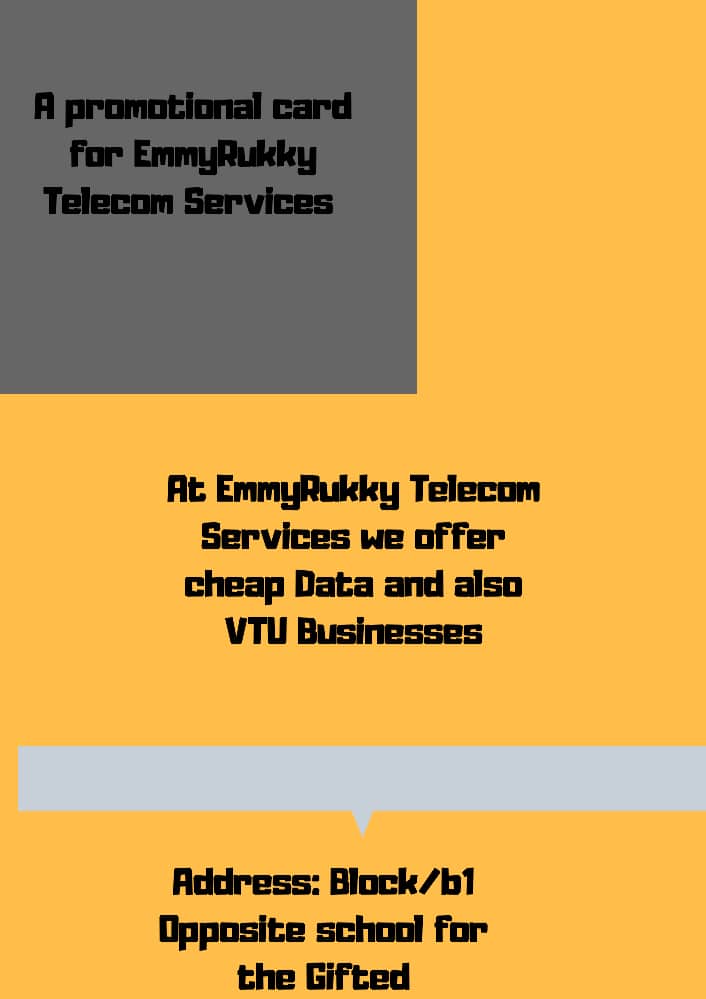 A promotional card
for EmmyRukky
Telecom Services
At EmmyRukky Telecom
Services we offer
cheap Data and also
VTU Businesses
Address: Block/b1
Opposite school for
the Gifted